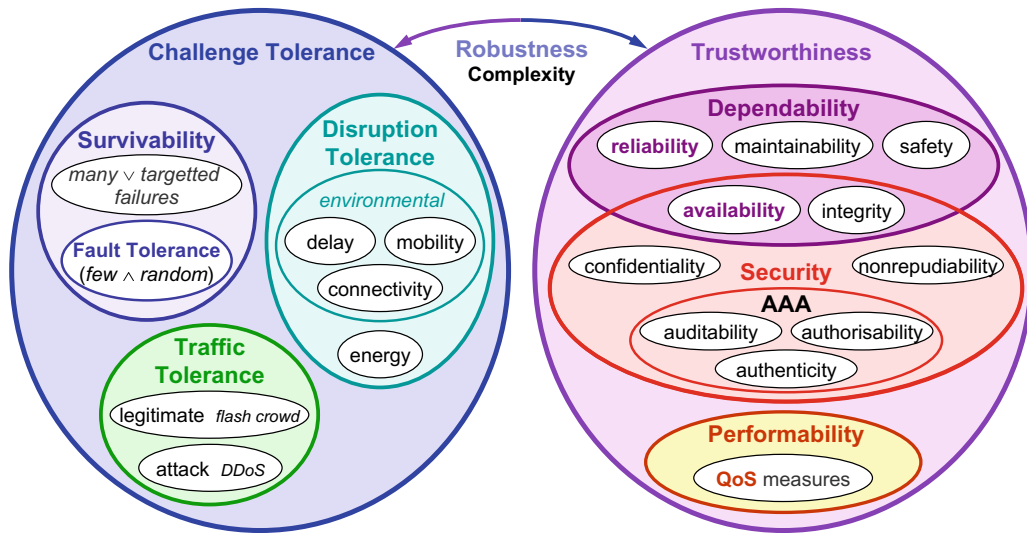 Challenge Tolerance
Survivability
many ∨ targetted
failures
Fault Tolerance
(few ∧ random)
Disruption
Tolerance
environmental
delay
mobility
connectivity
energy
Traffic
Tolerance
legitimate flash crowd
attack DDoS
Robustness
Complexity
Trustworthiness
Dependability
reliability
maintainability
safety
availability
integrity
confidentiality
Security
nonrepudiability
AAA
auditability
authorisability
authenticity
Performability
QoS measures